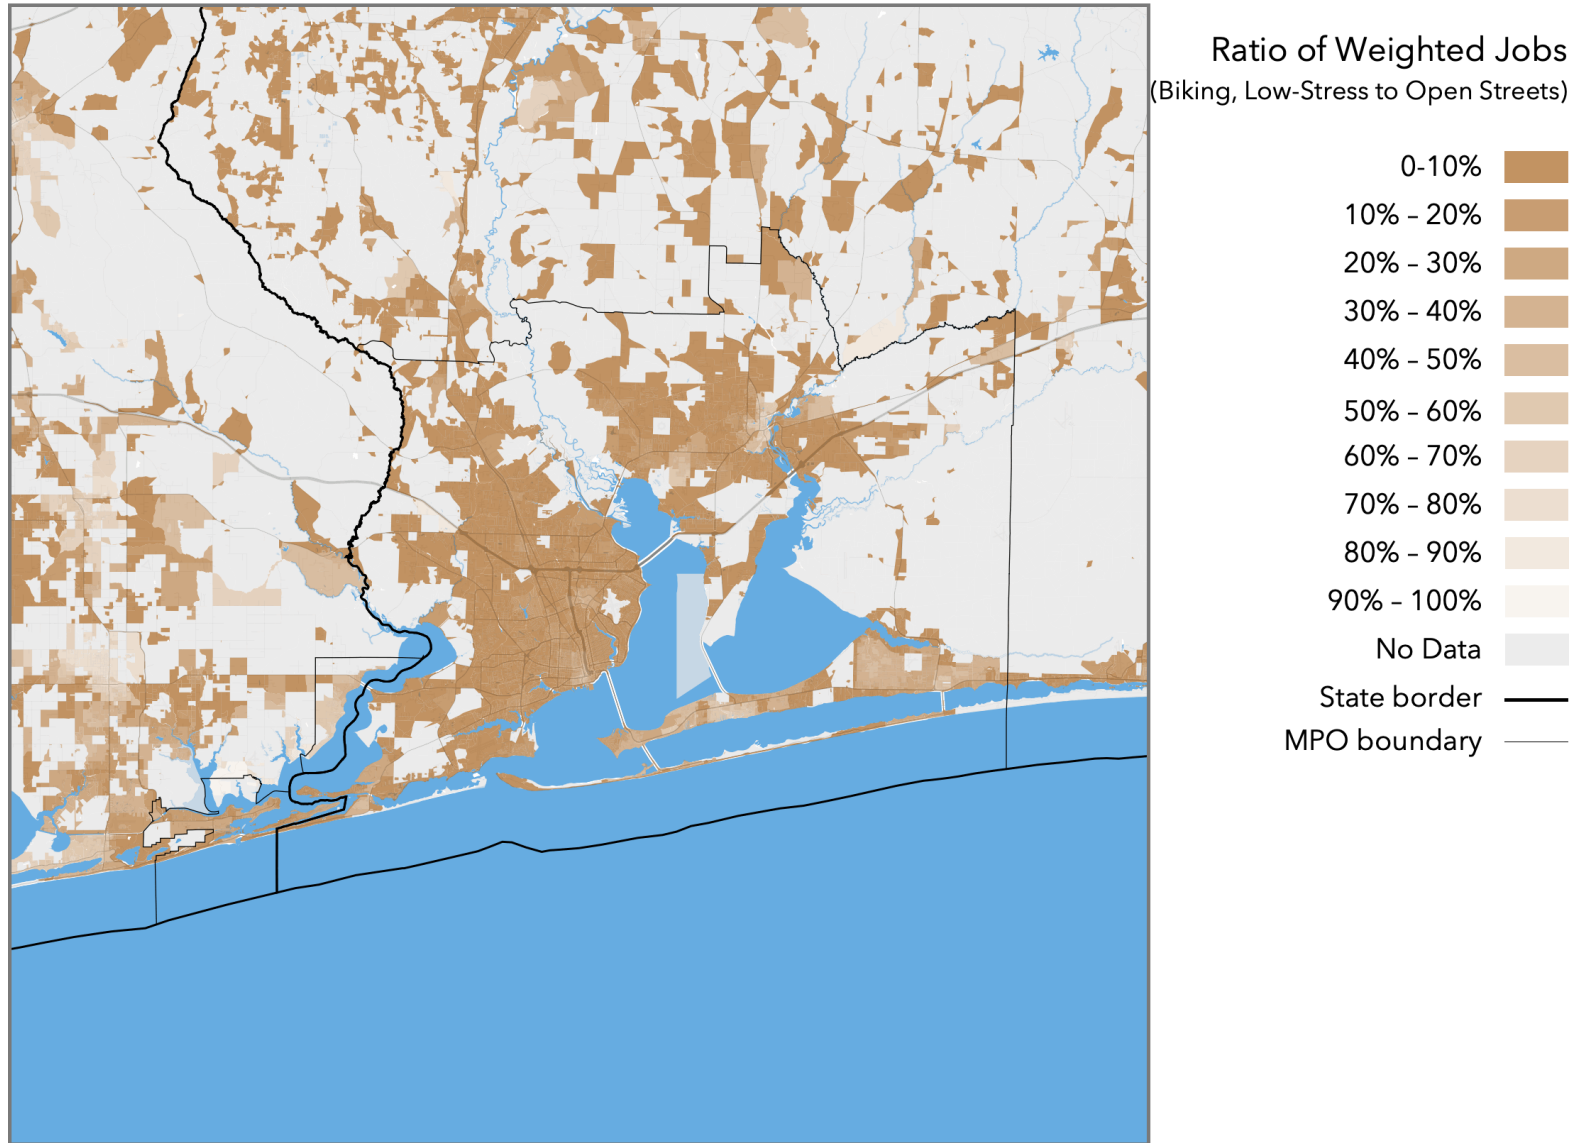 Ratio of Weighted Jobs
(Biking, Low-Stress to Open Streets)
0-10%
10% – 20%
20% – 30%
30% – 40%
40% – 50%
50% – 60%
60% – 70%
70% – 80%
80% – 90%
90% – 100%
No Data
State border
MPO boundary